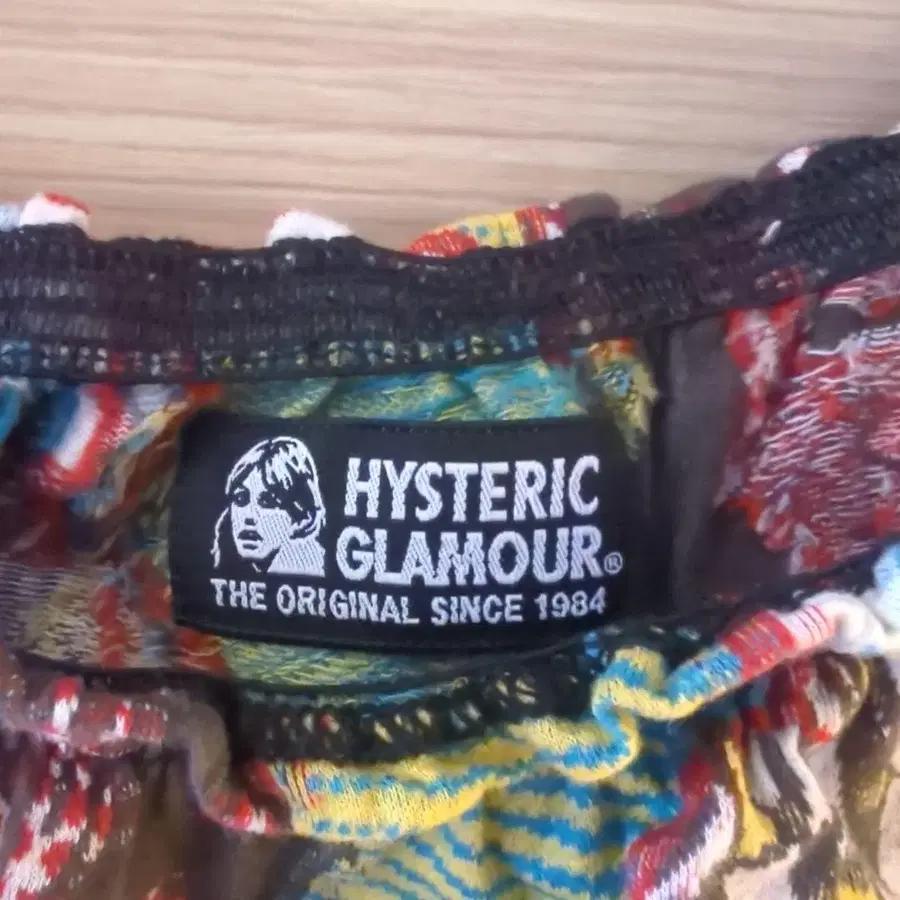 HYSTERIC
GLAMOUR®
THE ORIGINAL SINCE 1984